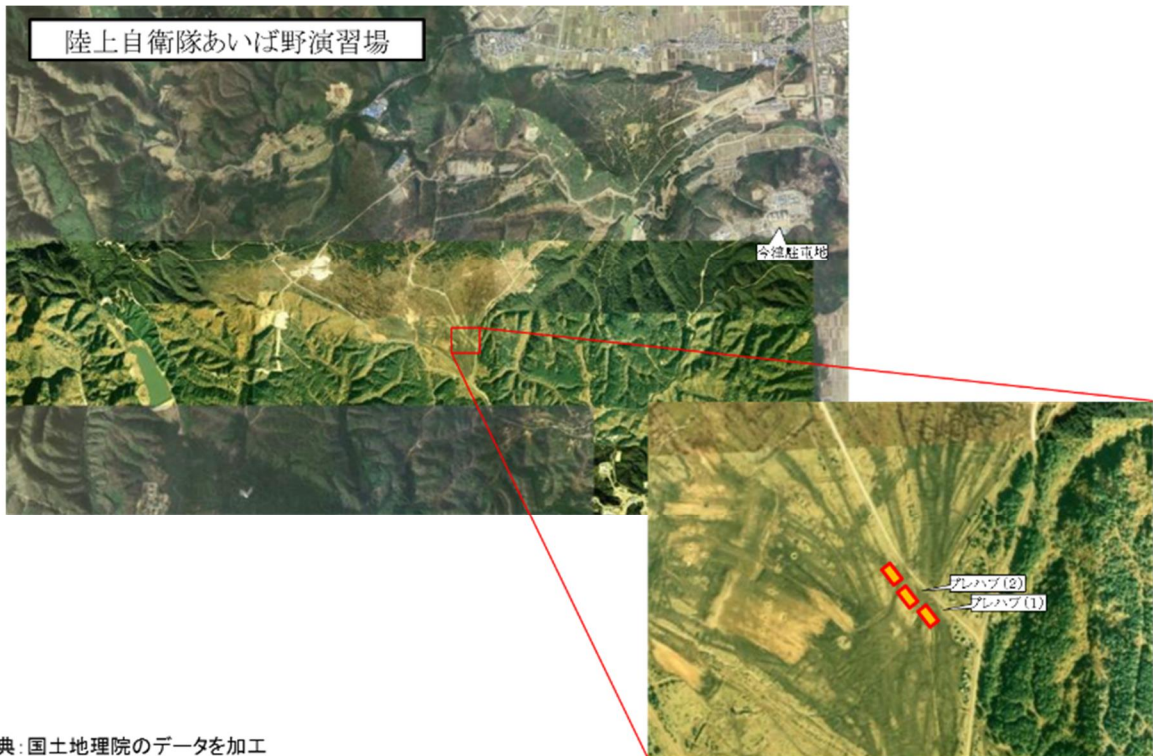 陸上自衛隊あいば野演習場
今津駐屯地
プレハブ(2)
プレハブ(1)
典：国土地理院のデータを加工